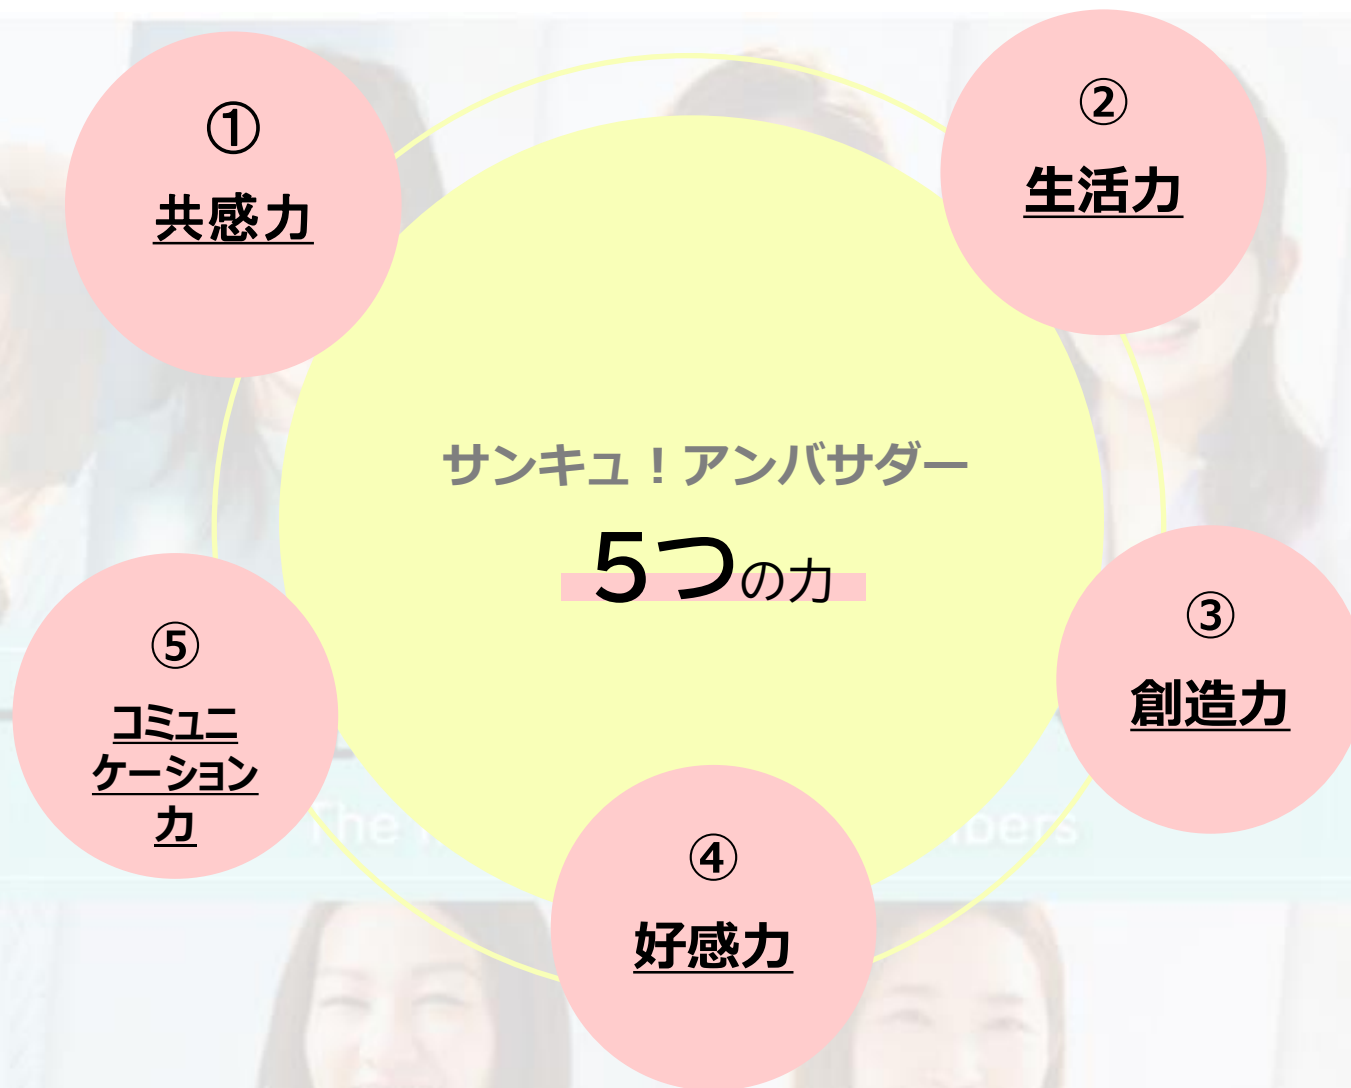 ①
共感力
②
生活力
サンキュ！アンバサダー
5つの力
③
創造力
⑤
コミュニ
ケーション
力
④
好感力
The